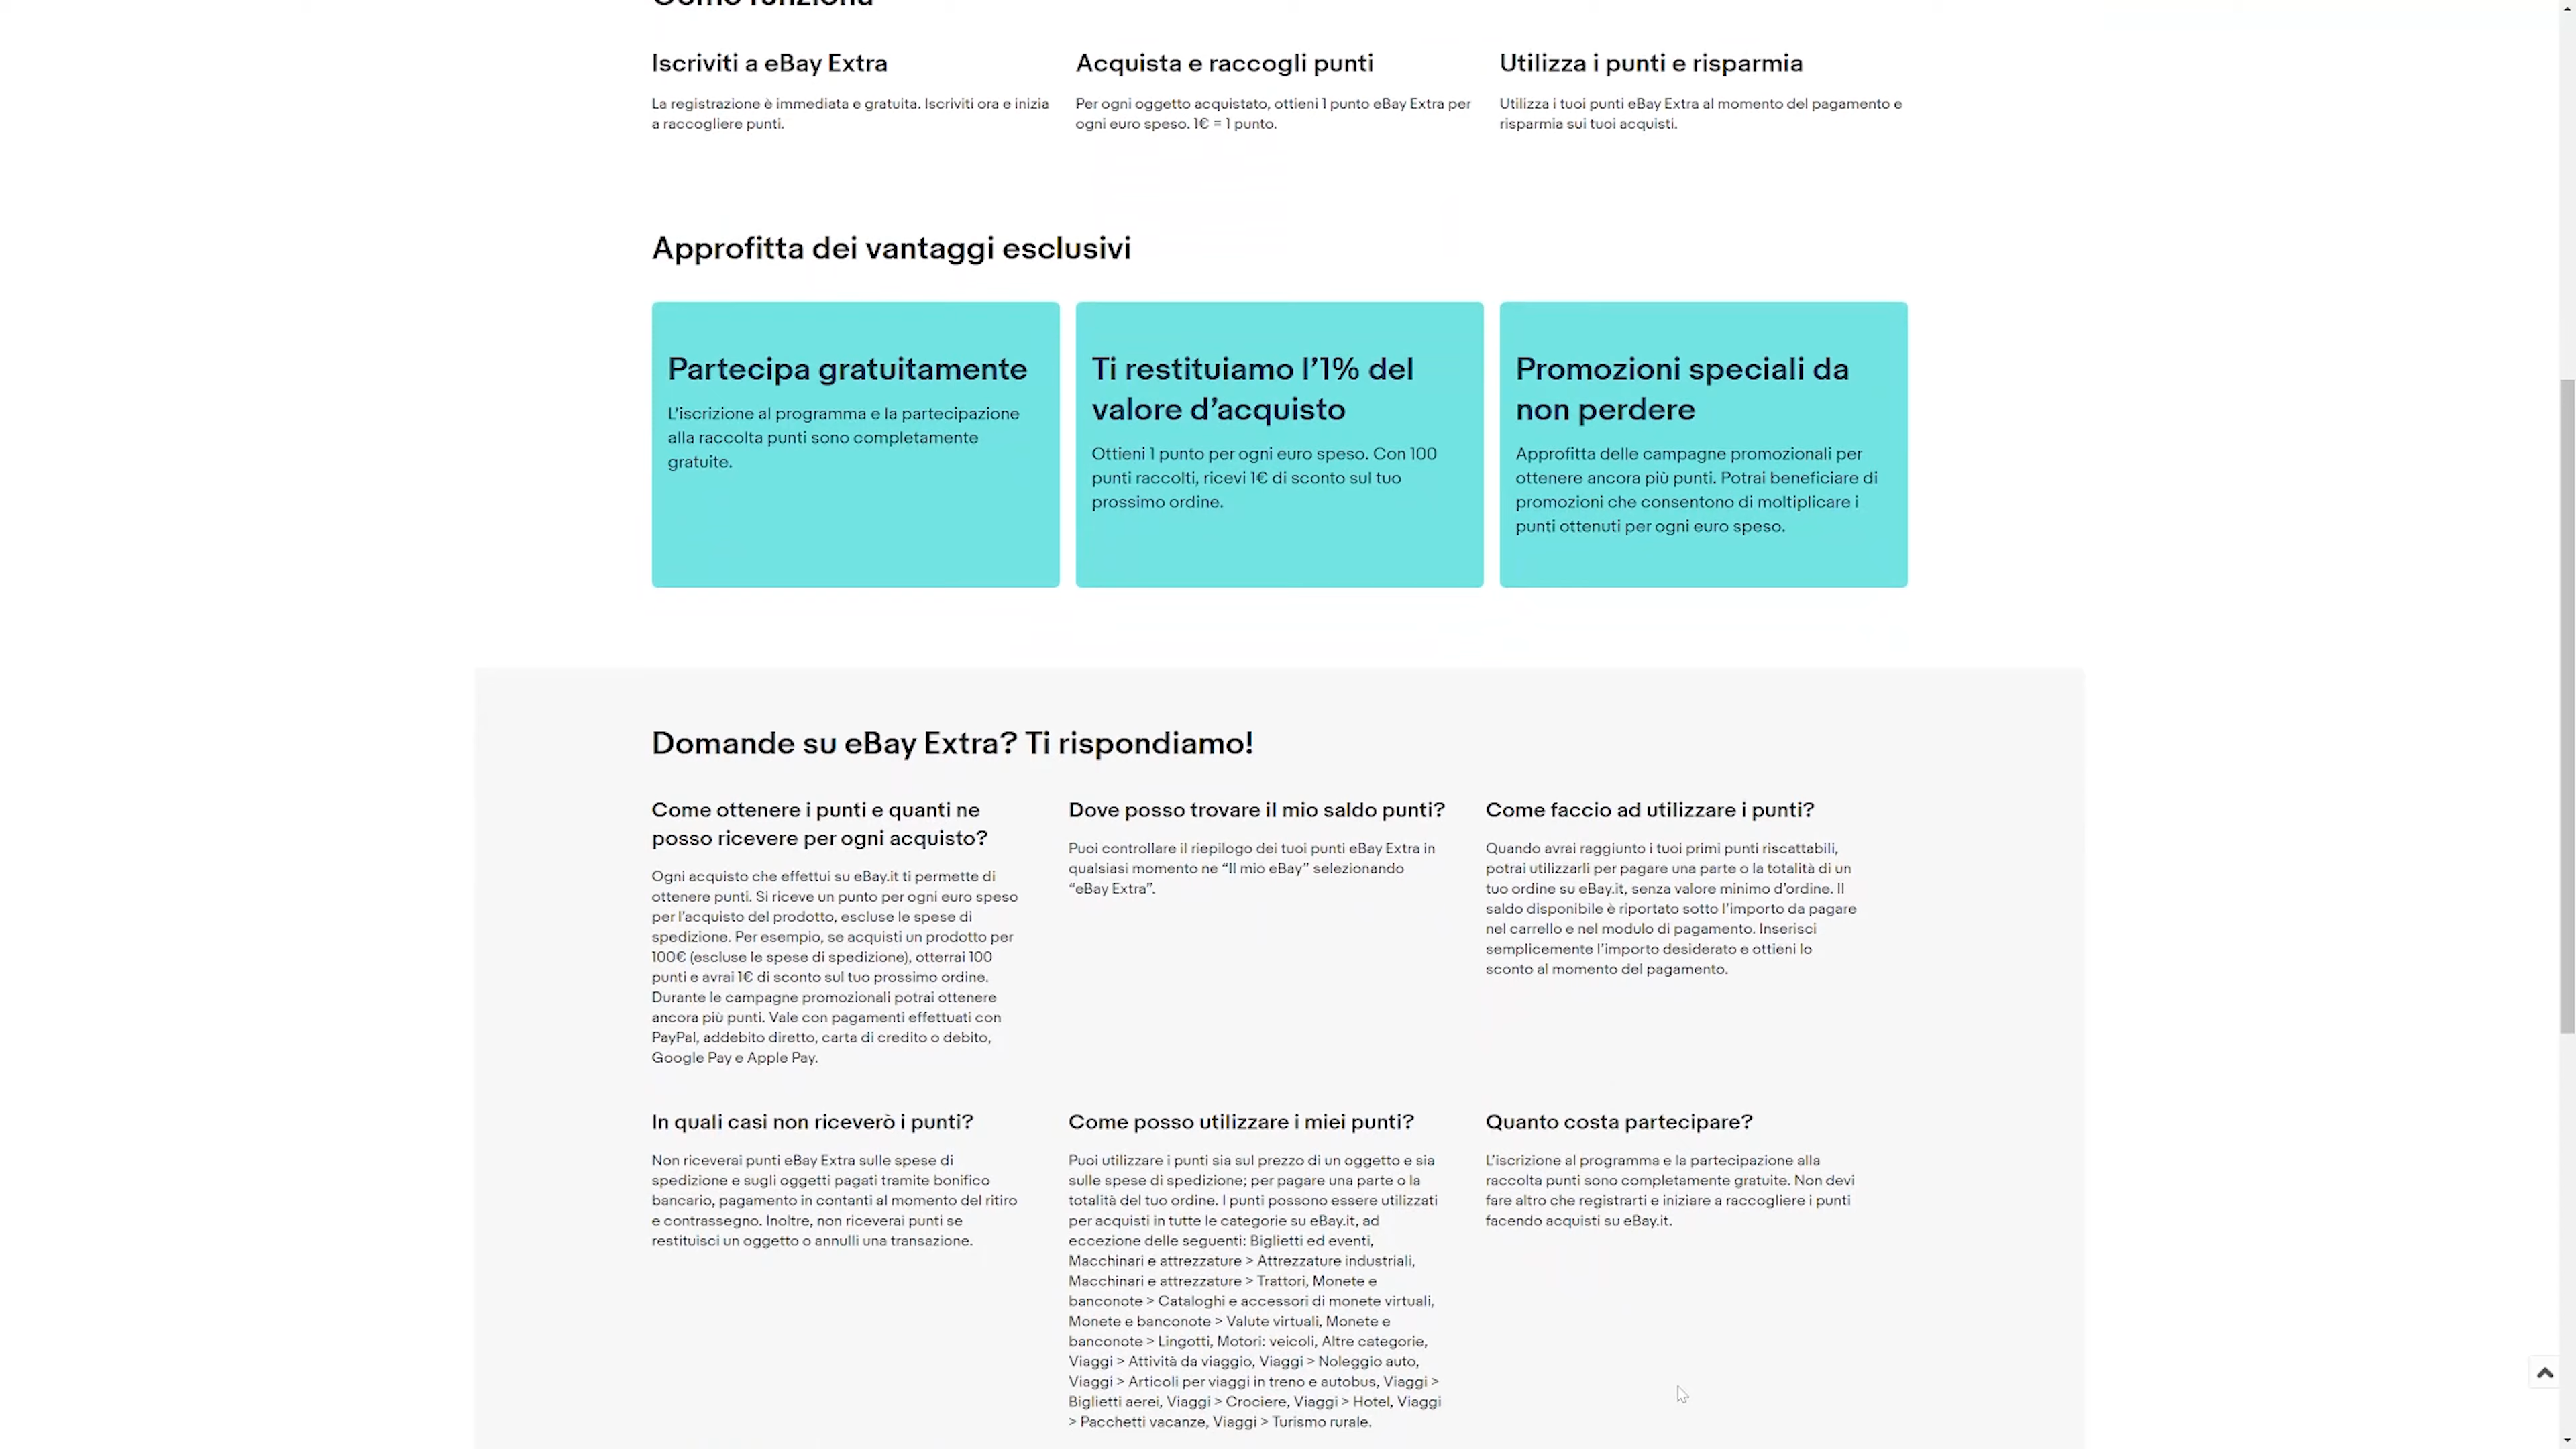 Come funziona
Iscriviti a eBay Extra
La registrazione è immediata e gratuita. Iscriviti ora e inizia
a raccogliere punti.
Acquista e raccogli punti
Per ogni oggetto acquistato, ottieni 1 punto eBay Extra per
ogni euro speso. 1€ = 1 punto.
Utilizza i punti e risparmia
Utilizza i tuoi punti eBay Extra al momento del pagamento e
risparmia sui tuoi acquisti.
Approfitta dei vantaggi esclusivi
Partecipa gratuitamente
L’iscrizione al programma e la partecipazione
alla raccolta punti sono completamente
gratuite.
Ti restituiamo l’1% del
valore d’acquisto
Ottieni 1 punto per ogni euro speso. Con 100
punti raccolti, ricevi 1€ di sconto sul tuo
prossimo ordine.
Promozioni speciali da
non perdere
Approfitta delle campagne promozionali per
ottenere ancora più punti. Potrai beneficiare di
promozioni che consentono di moltiplicare i
punti ottenuti per ogni euro speso.
Domande su eBay Extra? Ti rispondiamo!
Come ottenere i punti e quanti ne
posso ricevere per ogni acquisto?
Ogni acquisto che effettui su eBay.it ti permette di
ottenere punti. Si riceve un punto per ogni euro speso
per l’acquisto del prodotto, escluse le spese di
spedizione. Per esempio, se acquisti un prodotto per
100€ (escluse le spese di spedizione), otterrai 100
punti e avrai 1€ di sconto sul tuo prossimo ordine.
Durante le campagne promozionali potrai ottenere
ancora più punti. Vale con pagamenti effettuati con
PayPal, addebito diretto, carta di credito o debito,
Google Pay e Apple Pay.
Dove posso trovare il mio saldo punti?
Puoi controllare il riepilogo dei tuoi punti eBay Extra in
qualsiasi momento ne “Il mio eBay” selezionando
“eBay Extra”.
Come faccio ad utilizzare i punti?
Quando avrai raggiunto i tuoi primi punti riscattabili,
potrai utilizzarli per pagare una parte o la totalità di un
tuo ordine su eBay.it, senza valore minimo d’ordine. Il
saldo disponibile è riportato sotto l’importo da pagare
nel carrello e nel modulo di pagamento. Inserisci
semplicemente l’importo desiderato e ottieni lo
sconto al momento del pagamento.
In quali casi non riceverò i punti?
Non riceverai punti eBay Extra sulle spese di
spedizione e sugli oggetti pagati tramite bonifico
bancario, pagamento in contanti al momento del ritiro
e contrassegno. Inoltre, non riceverai punti se
restituisci un oggetto o annulli una transazione.
Come posso utilizzare i miei punti?
Puoi utilizzare i punti sia sul prezzo di un oggetto e sia
sulle spese di spedizione; per pagare una parte o la
totalità del tuo ordine. I punti possono essere utilizzati
per acquisti in tutte le categorie su eBay.it, ad
eccezione delle seguenti: Biglietti ed eventi,
Macchinari e attrezzature > Attrezzature industriali,
Macchinari e attrezzature > Trattori, Monete e
banconote > Cataloghi e accessori di monete virtuali,
Monete e banconote > Valute virtuali, Monete e
banconote > Lingotti, Motori: veicoli, Altre categorie,
Viaggi > Attività da viaggio, Viaggi > Noleggio auto,
Viaggi > Articoli per viaggi in treno e autobus, Viaggi >
Biglietti aerei, Viaggi > Crociere, Viaggi > Hotel, Viaggi
> Pacchetti vacanze, Viaggi > Turismo rurale.
Quanto costa partecipare?
L’iscrizione al programma e la partecipazione alla
raccolta punti sono completamente gratuite. Non devi
fare altro che registrarti e iniziare a raccogliere i punti
facendo acquisti su eBay.it.